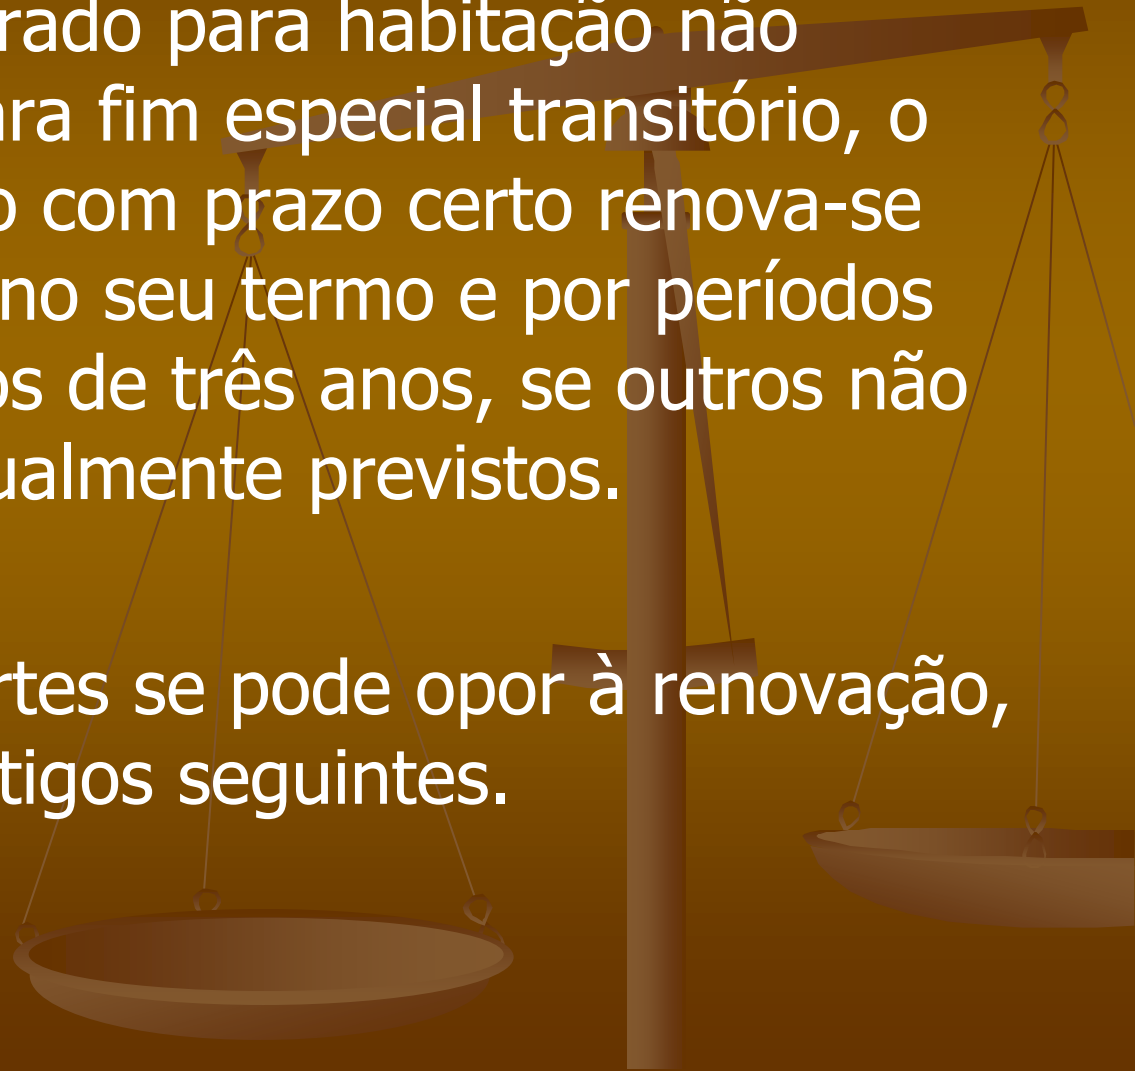 rado para habitação não
ra fim especial transitório, o
o com prazo certo renova-se
no seu termo e por períodos
os de três anos, se outros não
ualmente previstos.
rtes se pode opor à renovação,
tigos seguintes.